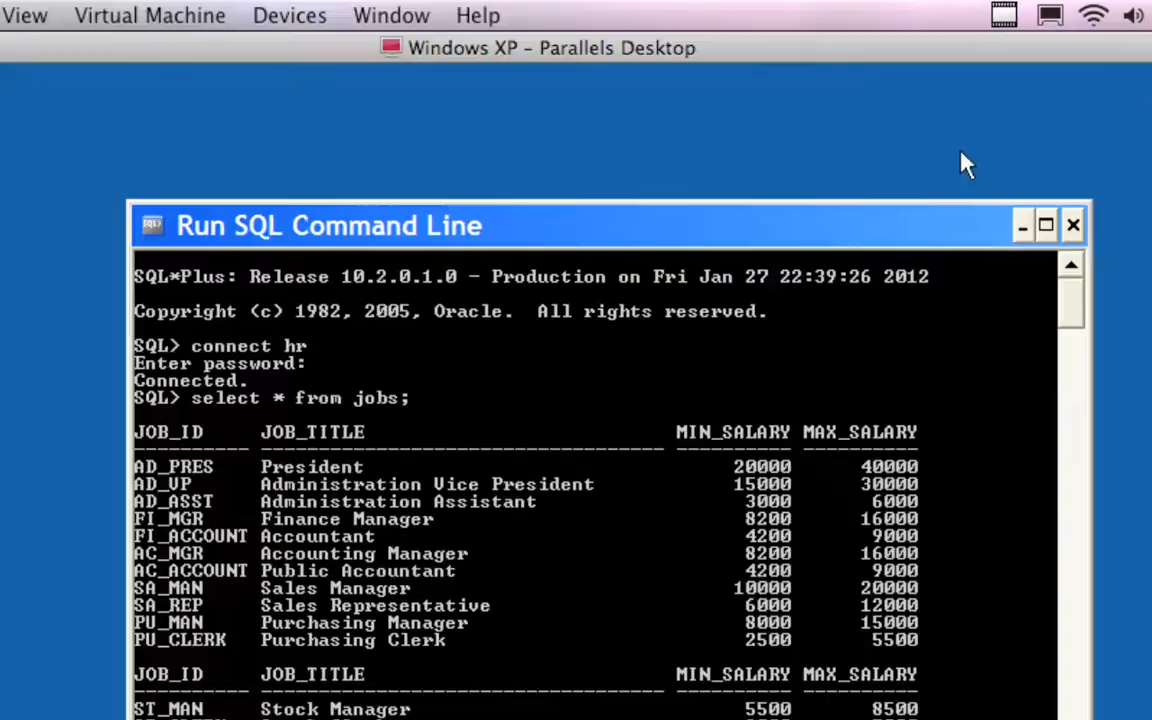 View Virtual Machine Devices Window Help
Windows XP - Parallels Desktop
Run SQL Command Line
SQL*Plus: Release 10.2.0.1.0 - Production on Fri Jan 27 22:39:26 2012
Copyright (c) 1982, 2005, Oracle. All rights reserved.
SQL> connect hr
Enter password:
Connected.
SQL> select * from jobs;
JOB_ID JOB_TITLE MIN_SALARY MAX_SALARY
---------- ----------------------------------- ---------- ----------
AD_PRES President 20000 40000
AD_VP Administration Vice President 15000 30000
AD_ASST Administration Assistant 3000 6000
FI_MGR Finance Manager 8200 16000
FI_ACCOUNT Accountant 4200 9000
AC_MGR Accounting Manager 8200 16000
AC_ACCOUNT Public Accountant 4200 9000
SA_MAN Sales Manager 10000 20000
SA_REP Sales Representative 6000 12000
PU_MAN Purchasing Manager 8000 15000
PU_CLERK Purchasing Clerk 2500 5500
JOB_ID JOB_TITLE MIN_SALARY MAX_SALARY
---------- ----------------------------------- ---------- ----------
ST_MAN Stock Manager 5500 8500